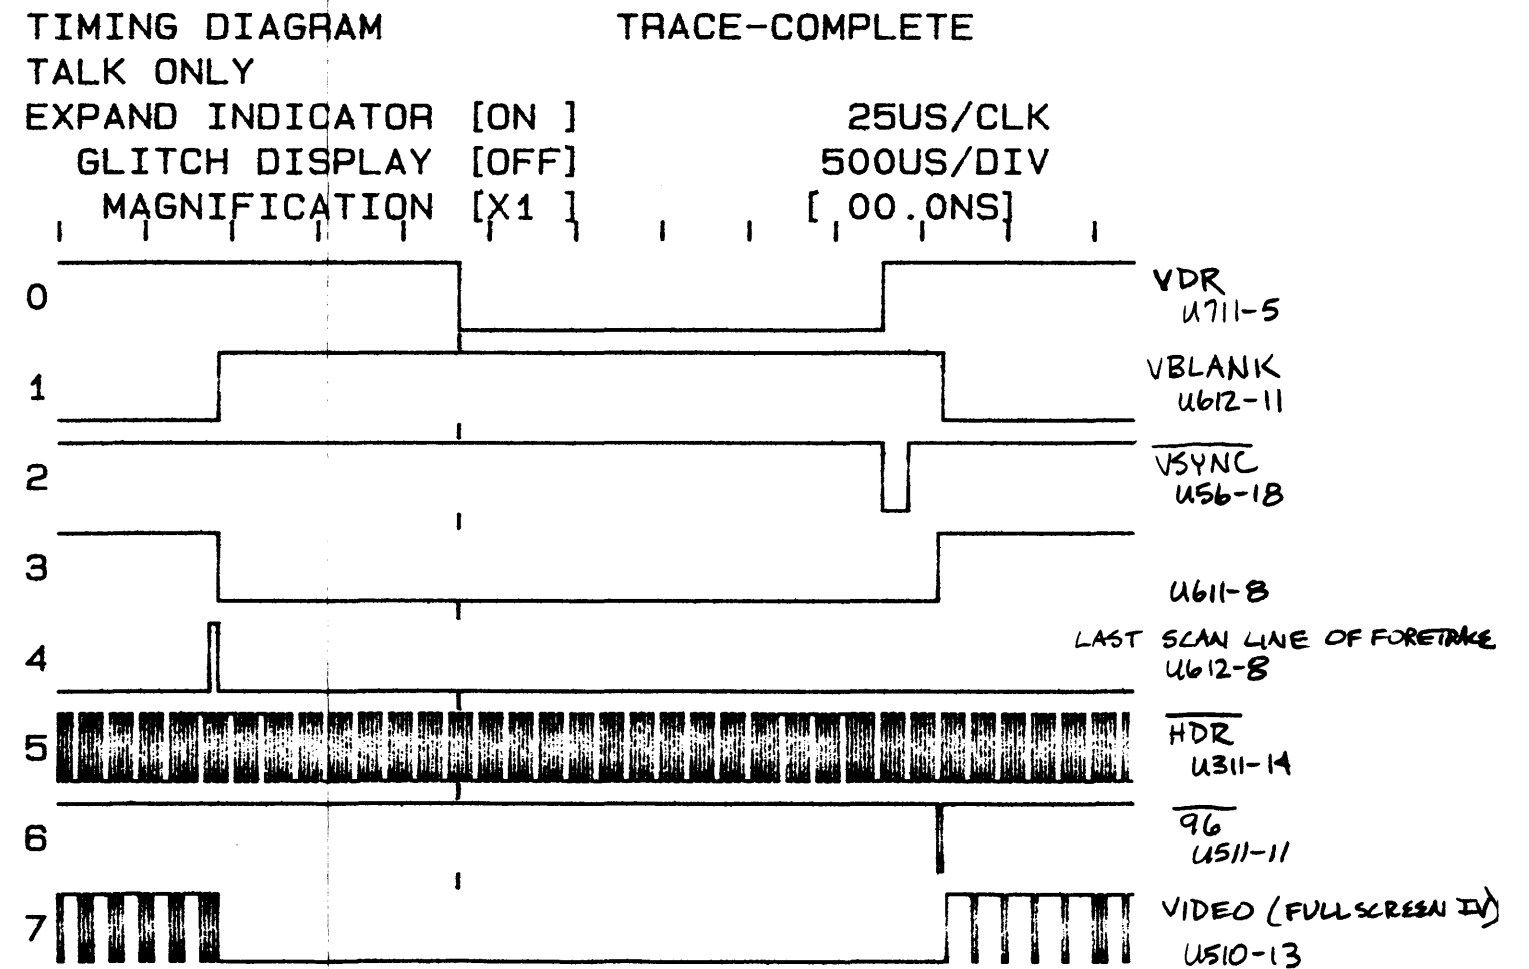 TIMING DIAGRAM TRACE-COMPLETE
TALK ONLY
EXPAND INDICATOR [ON ] 25US/CLK
GLITCH DISPLAY [OFF] 500US/DIV
MAGNIFICATION [X1 ] [ 00.0NS]
0 VDR
U711-5
1 VBLANK
U612-11
2 VSYNC
U56-18
3 U611-8
LAST SCAN LINE OF FORETRACE
4 U612-8
5 HDR
U311-14
6 96
U511-11
7 VIDEO (FULL SCREEN IV)
U510-13